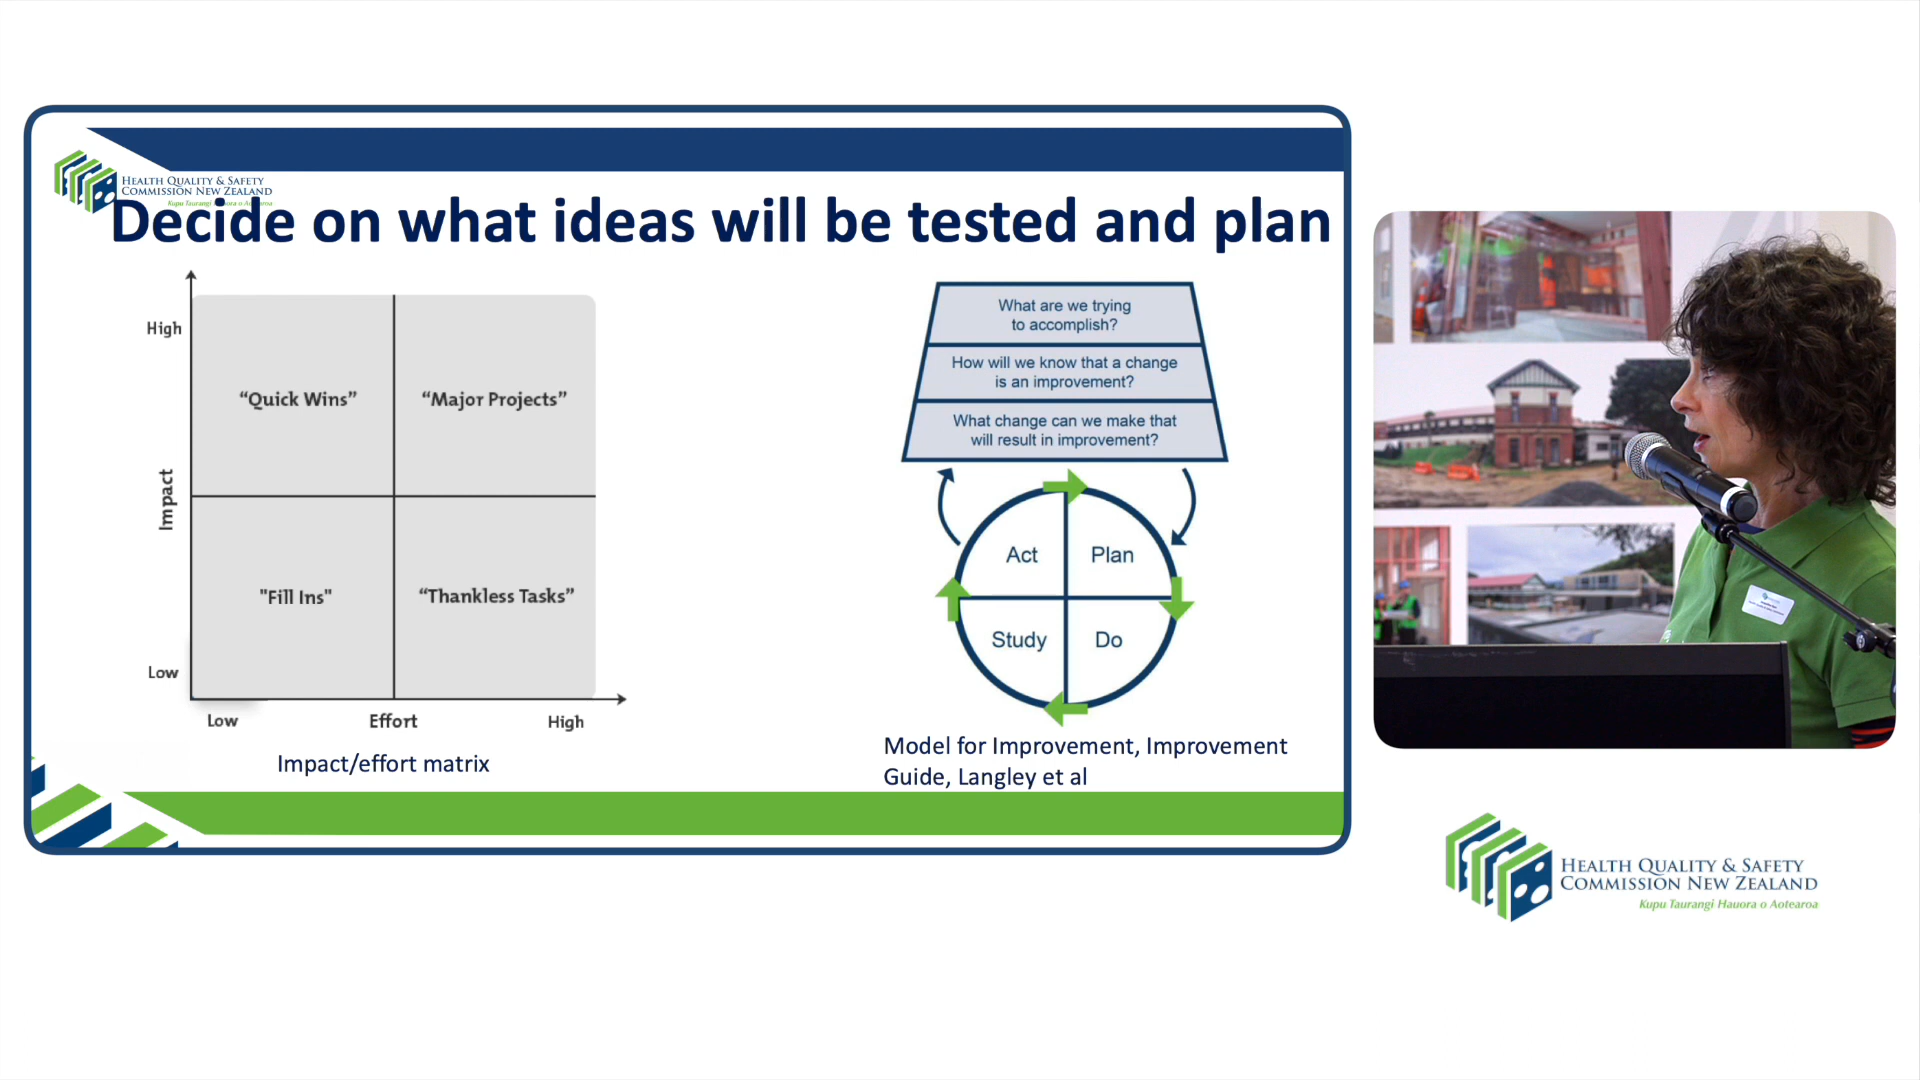 HEALTH QUALITY & SAFETY
COMMISSION NEW ZEALAND
Kupu Taurangi Hauora o Aotearoa
Decide on what ideas will be tested and plan
High
Impact
Low
“Quick Wins”
“Major Projects”
"Fill Ins"
“Thankless Tasks”
Low
Effort
High
Impact/effort matrix
What are we trying
to accomplish?
How will we know that a change
is an improvement?
What change can we make that
will result in improvement?
Act
Plan
Study
Do
Model for Improvement, Improvement
Guide, Langley et al
HEALTH QUALITY & SAFETY
COMMISSION NEW ZEALAND
Kupu Taurangi Hauora o Aotearoa